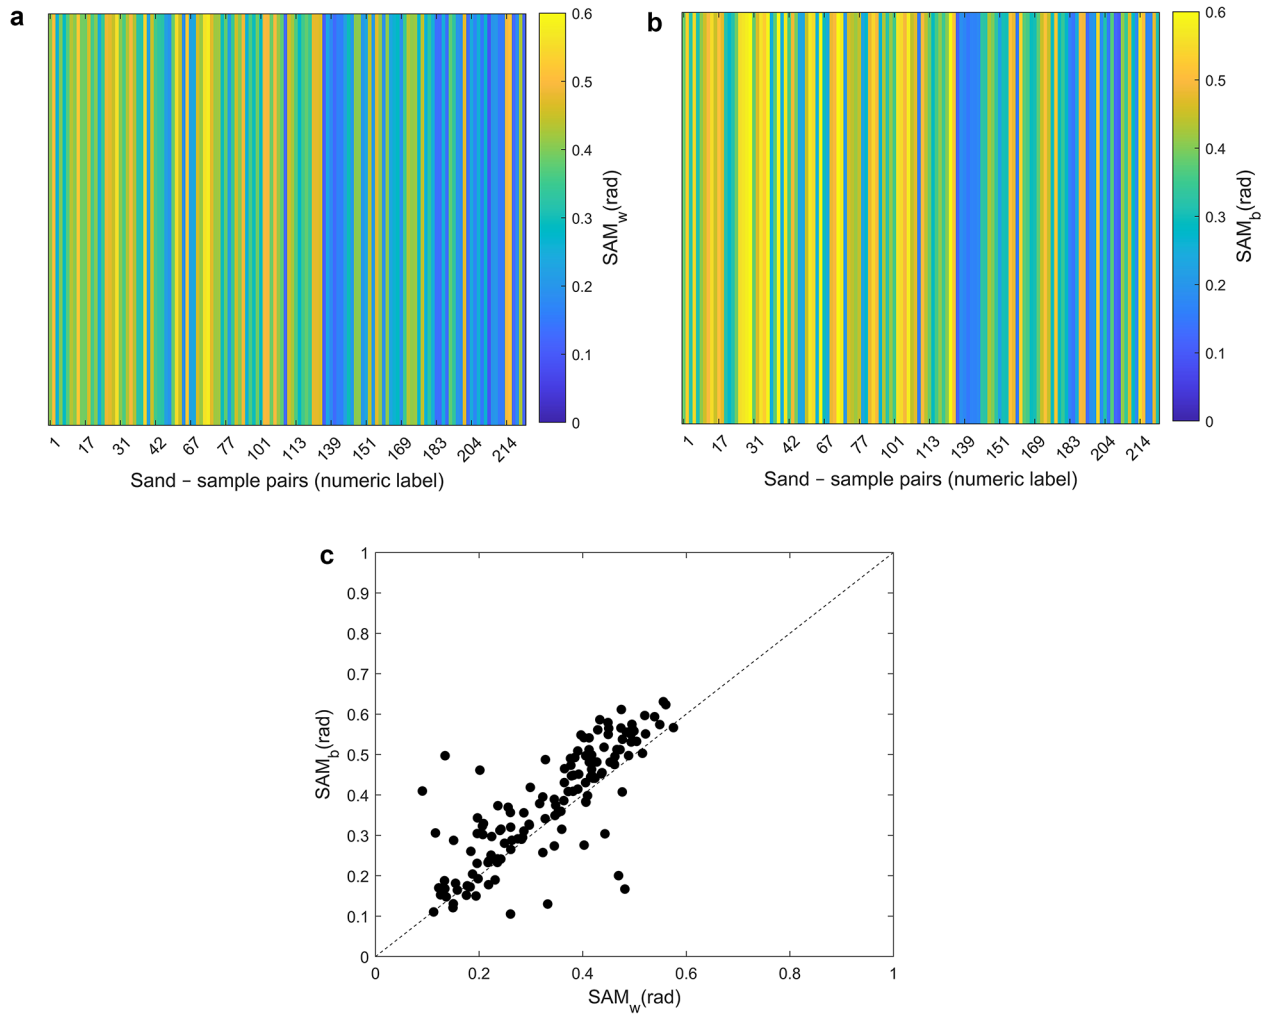 a
0.6
0.5
0.4
0.3
0.2
0.1
0
SAMw(rad)
1 17 31 42 67 77 101 113 139 151 169 183 204 214
Sand – sample pairs (numeric label)
b
0.6
0.5
0.4
0.3
0.2
0.1
0
SAMb(rad)
1 17 31 42 67 77 101 113 139 151 169 183 204 214
Sand – sample pairs (numeric label)
c
1
0.9
0.8
0.7
0.6
0.5
0.4
0.3
0.2
0.1
0
SAMb(rad)
0 0.2 0.4 0.6 0.8 1
SAMw(rad)